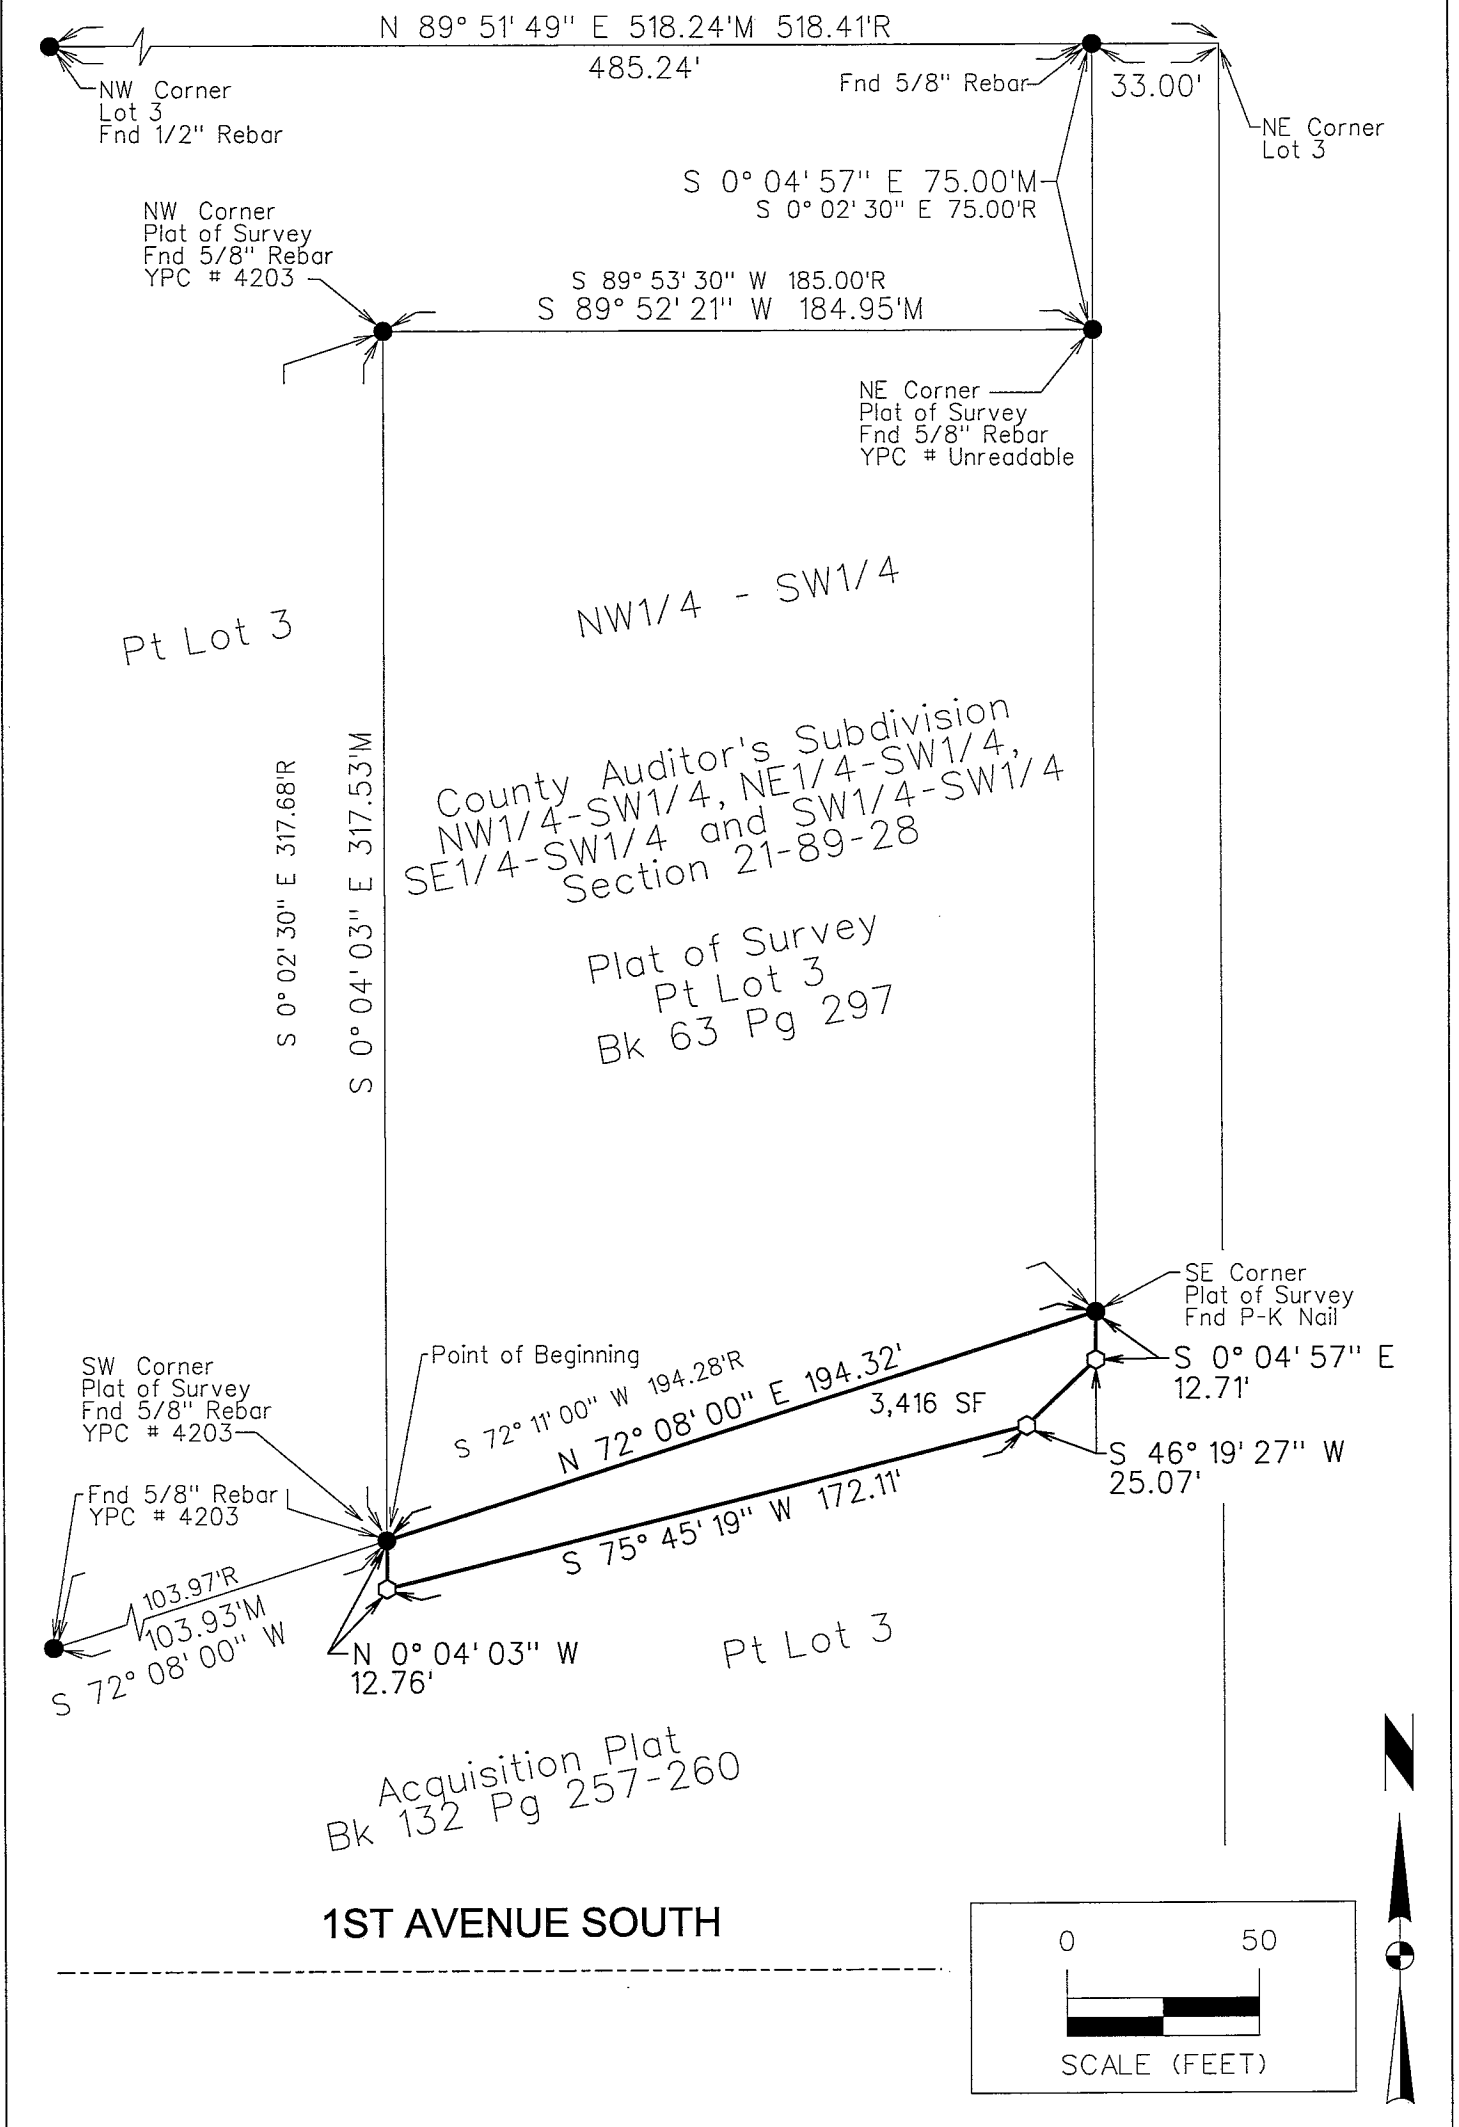 N 89° 51' 49" E 518.24'M 518.41'R
485.24'
Fnd 5/8" Rebar
33.00'
NW Corner
Lot 3
Fnd 1/2" Rebar
NE Corner
Lot 3
S 0° 04' 57" E 75.00'M
S 0° 02' 30" E 75.00'R
NW Corner
Plat of Survey
Fnd 5/8" Rebar
YPC # 4203
S 89° 53' 30" W 185.00'R
S 89° 52' 21" W 184.95'M
NE Corner
Plat of Survey
Fnd 5/8" Rebar
YPC # Unreadable
Pt Lot 3
NW1/4 - SW1/4
S 0° 02' 30" E 317.68'R
S 0° 04' 03" E 317.53'M
County Auditor's Subdivision
NW1/4-SW1/4, NE1/4-SW1/4,
SE1/4-SW1/4 and SW1/4-SW1/4
Section 21-89-28
Plat of Survey
Pt Lot 3
Bk 63 Pg 297
SE Corner
Plat of Survey
Fnd P-K Nail
S 0° 04' 57" E
12.71'
Point of Beginning
S 72° 11' 00" W 194.28'R
N 72° 08' 00" E 194.32'
3,416 SF
SW Corner
Plat of Survey
Fnd 5/8" Rebar
YPC # 4203
S 46° 19' 27" W
25.07'
Fnd 5/8" Rebar
YPC # 4203
S 75° 45' 19" W 172.11'
103.97'R
103.93'M
S 72° 08' 00" W
N 0° 04' 03" W
12.76'
Pt Lot 3
Acquisition Plat
Bk 132 Pg 257-260
N
1ST AVENUE SOUTH
0 50
SCALE (FEET)